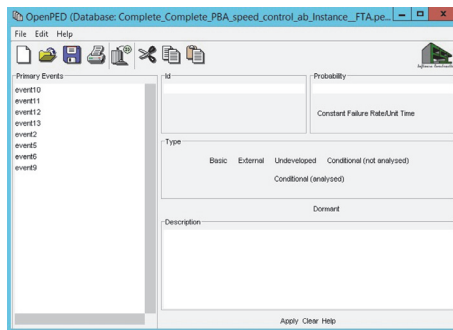 OpenPED (Database: Complete_Complete_PBA_speed_control_ab_Instance__FTA.pe...
File Edit Help
Primary Events
event10
event11
event12
event13
event2
event5
event6
event9
Id
Probability
Constant Failure Rate/Unit Time
Type
Basic External Undeveloped Conditional (not analysed)
Conditional (analysed)
Dormant
Description
Apply Clear Help